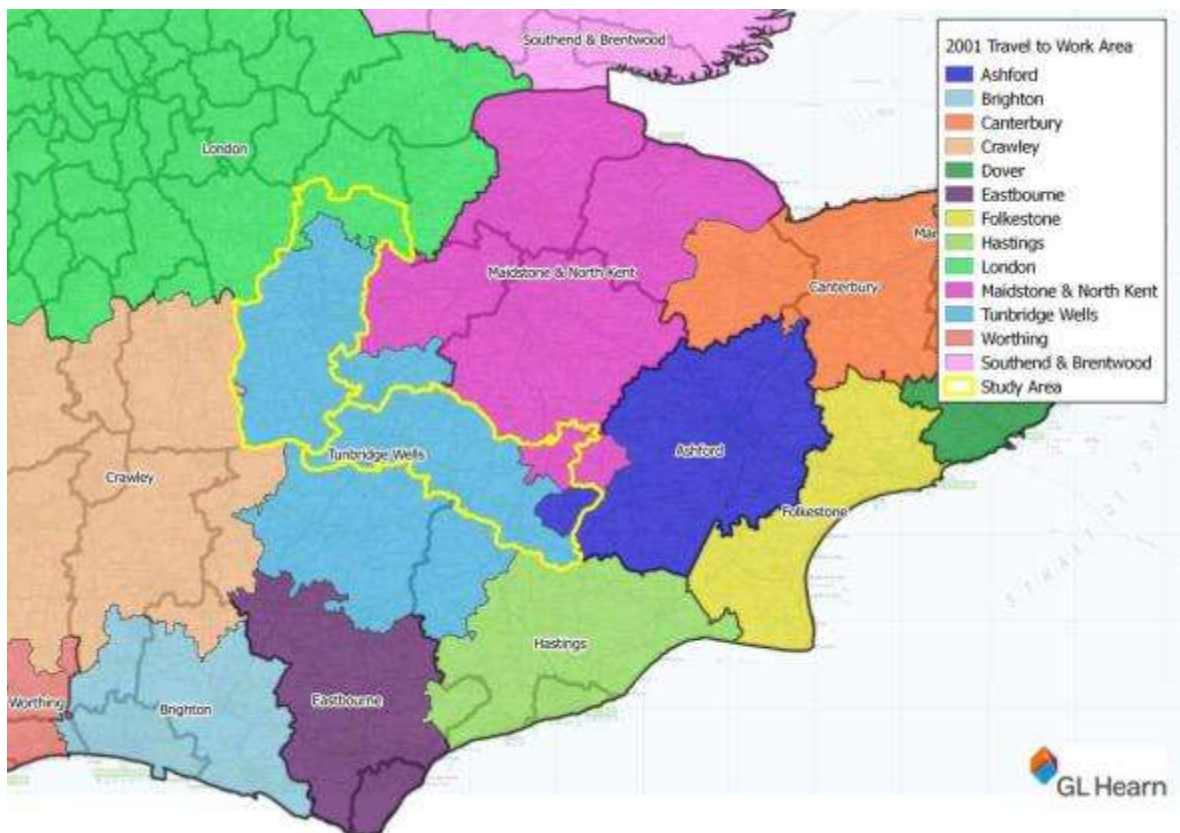 Southend & Brentwood
London
Maidstone & North Kent
Canterbury
Tunbridge Wells
Ashford
Crawley
Folkestone
Hastings
Eastbourne
Brighton
Worthing
2001 Travel to Work Area
Ashford
Brighton
Canterbury
Crawley
Dover
Eastbourne
Folkestone
Hastings
London
Maidstone & North Kent
Tunbridge Wells
Worthing
Southend & Brentwood
Study Area
GL Hearn